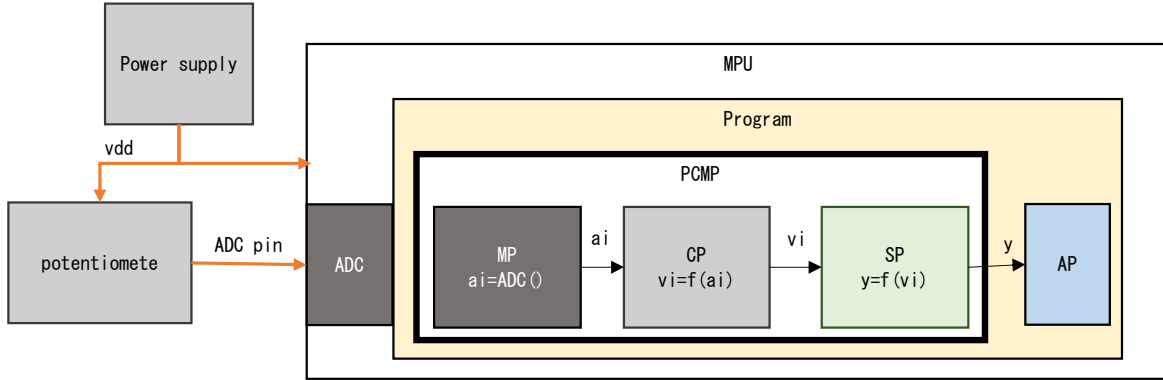 Power supply
MPU
Program
vdd
PCMP
potentiomete
ADC pin
ADC
MP
ai=ADC()
ai
CP
vi=f(ai)
vi
SP
y=f(vi)
y
AP